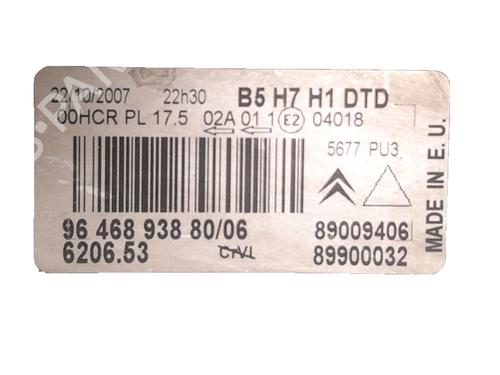 22/10/2007 22h30 B5 H7 H1 DTD
00HCR PL 17.5 02A 01 1 E2 04018
5677 PU3
MADE IN E.U.
96 468 938 80/06 89009406
6206.53 89900032